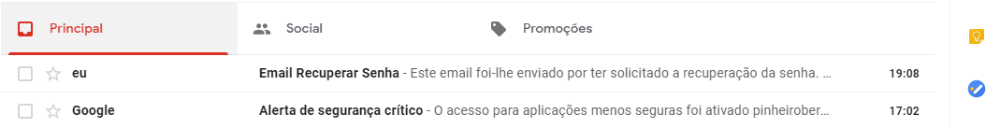 Principal Social Promoções
eu Email Recuperar Senha - Este email foi-lhe enviado por ter solicitado a recuperação da senha. ... 19:08
Google Alerta de segurança crítico - O acesso para aplicações menos seguras foi ativado pinheirober... 17:02